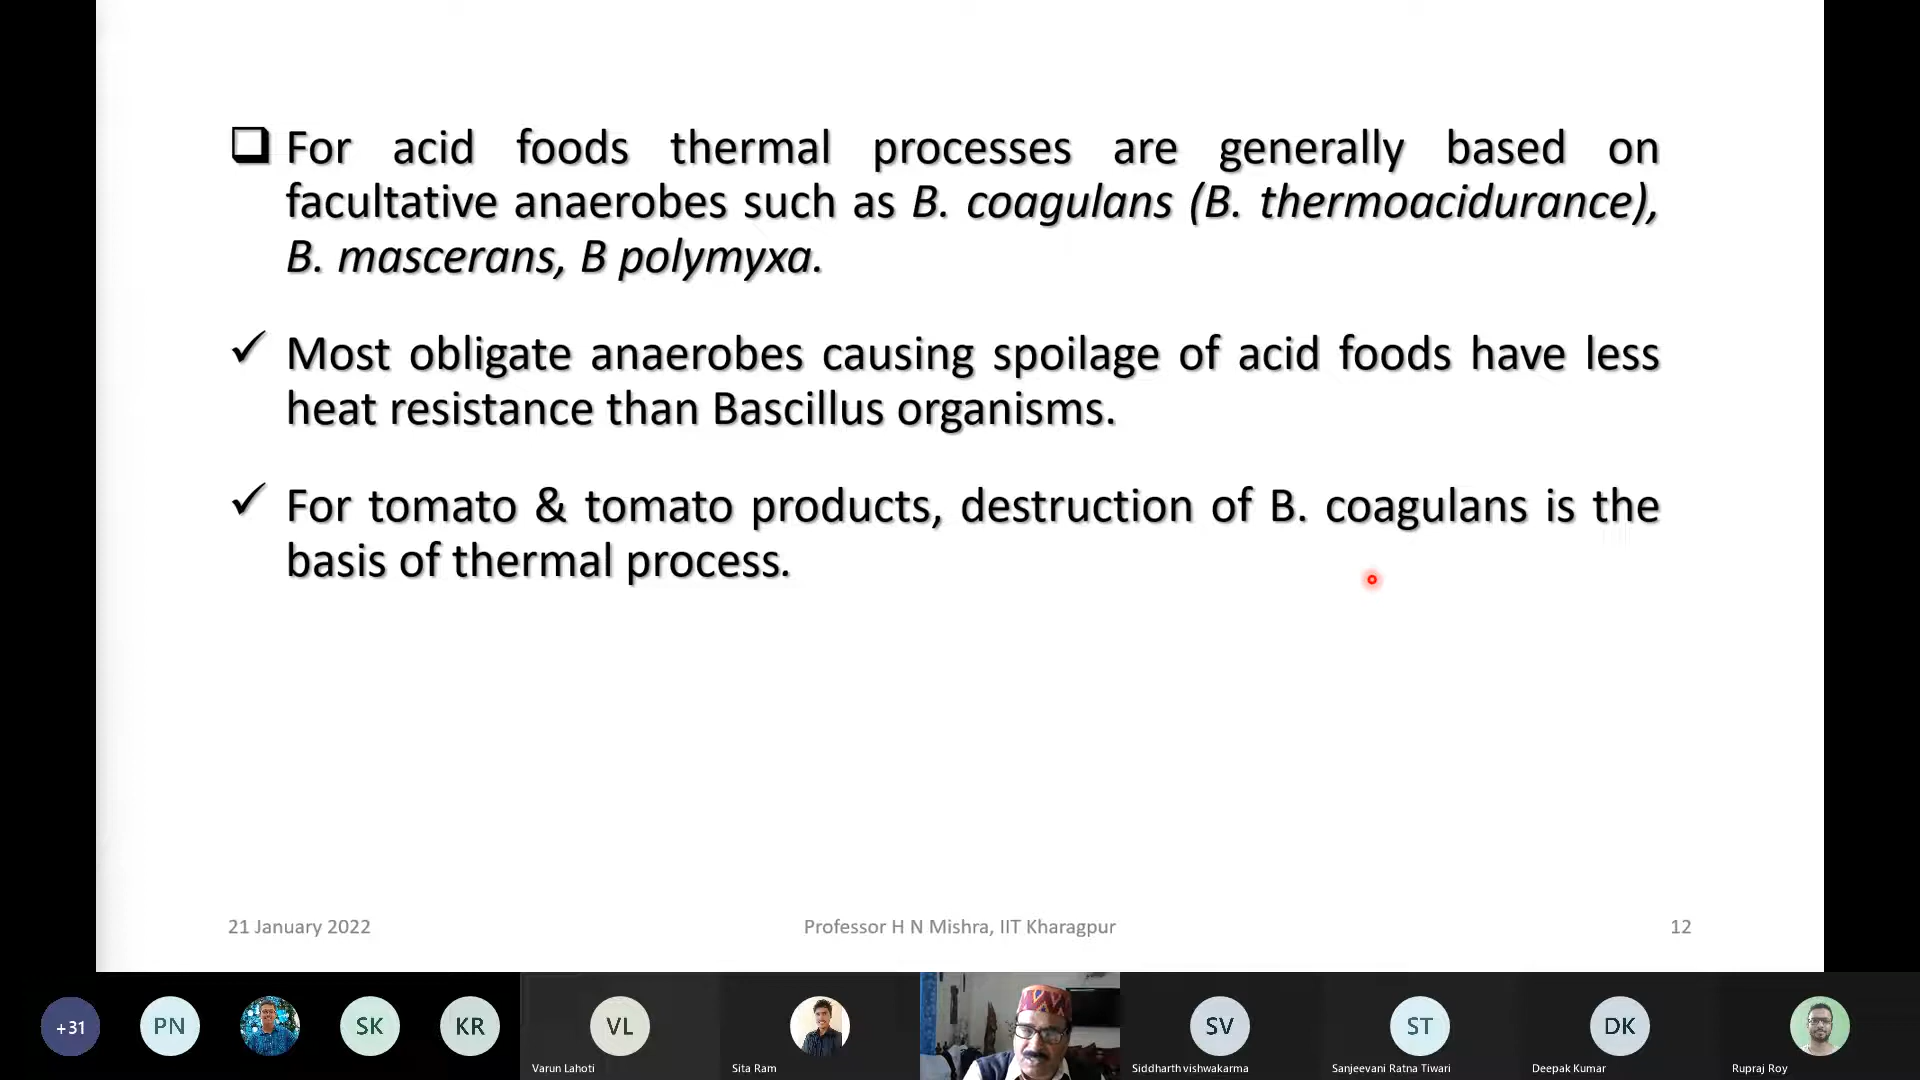 For acid foods thermal processes are generally based on
facultative anaerobes such as B. coagulans (B. thermoacidurance),
B. mascerans, B polymyxa.
Most obligate anaerobes causing spoilage of acid foods have less
heat resistance than Bascillus organisms.
For tomato & tomato products, destruction of B. coagulans is the
basis of thermal process.
21 January 2022
Professor H N Mishra, IIT Kharagpur
12
+31
PN
SK
KR
VL
SV
ST
DK
Varun Lahoti
Sita Ram
Siddharth vishwakarma
Sanjeevani Ratna Tiwari
Deepak Kumar
Rupraj Roy